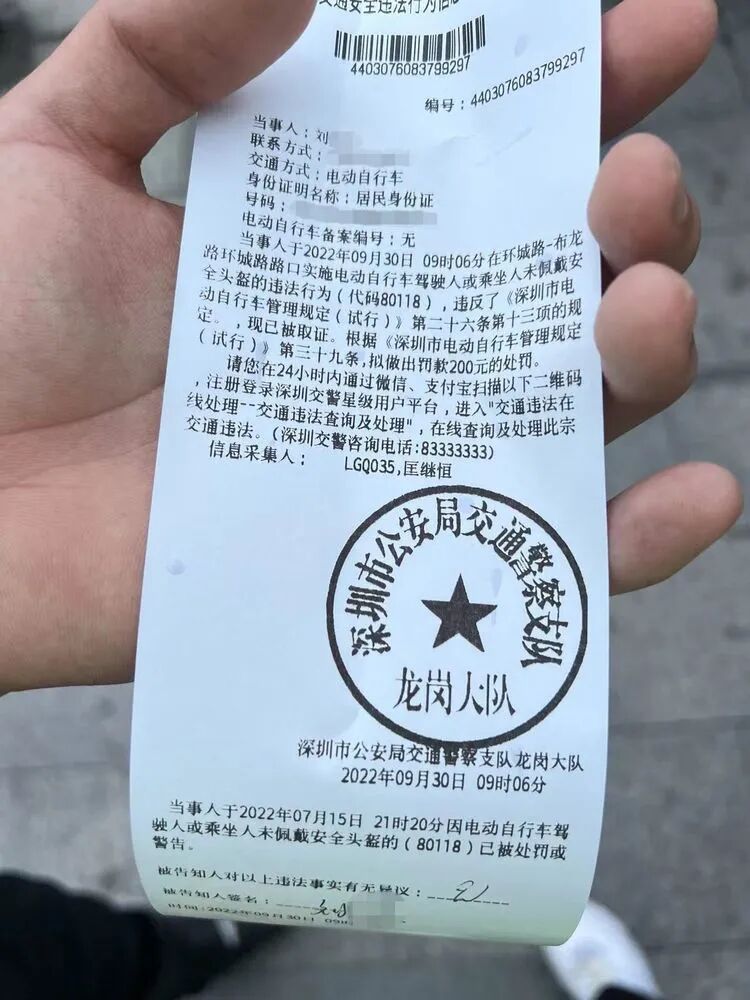 交通安全违法行为信息
4403076083799297
编号：4403076083799297
当事人：刘
联系方式：
交通方式：电动自行车
身份证明名称：居民身份证
号码：
电动自行车备案编号：无
当事人于2022年09月30日 09时06分在环城路-布龙
路环城路路口实施电动自行车驾驶人或乘坐人未佩戴安
全头盔的违法行为(代码80118)，违反了《深圳市电
动自行车管理规定(试行)》第二十六条第十三项的规
定。，现已被取证。根据《深圳市电动自行车管理规定
(试行)》第三十九条,拟做出罚款200元的处罚。
请您在24小时内通过微信、支付宝扫描以下二维码
，注册登录深圳交警星级用户平台，进入"交通违法在
线处理--交通违法查询及处理"，在线查询及处理此宗
交通违法。(深圳交警咨询电话:83333333)
信息采集人： LGQ035,匡继恒
深圳市公安局交通警察支队
龙岗大队
深圳市公安局交通警察支队龙岗大队
2022年09月30日 09时06分
当事人于2022年07月15日 21时20分因电动自行车驾
驶人或乘坐人未佩戴安全头盔的(80118)已被处罚或
警告。
被告知人对以上违法事实有无异议：
被告知人签名：
时间:2022年09月30日 09时